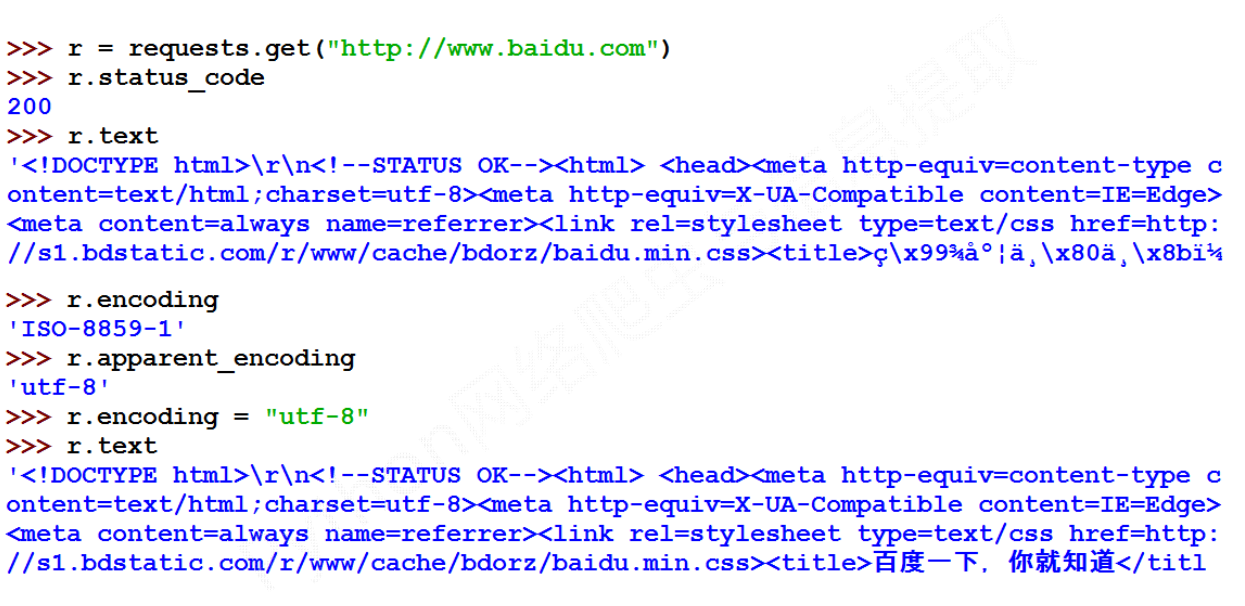 >>> r = requests.get("http://www.baidu.com")
>>> r.status_code
200
>>> r.text
'<!DOCTYPE html>\r\n<!--STATUS OK--><html> <head><meta http-equiv=content-type c
ontent=text/html;charset=utf-8><meta http-equiv=X-UA-Compatible content=IE=Edge>
<meta content=always name=referrer><link rel=stylesheet type=text/css href=http:
//s1.bdstatic.com/r/www/cache/bdorz/baidu.min.css><title>ç\x99¾åº¦ä¸\x80ä¸\x8bï¼
>>> r.encoding
'ISO-8859-1'
>>> r.apparent_encoding
'utf-8'
>>> r.encoding = "utf-8"
>>> r.text
'<!DOCTYPE html>\r\n<!--STATUS OK--><html> <head><meta http-equiv=content-type c
ontent=text/html;charset=utf-8><meta http-equiv=X-UA-Compatible content=IE=Edge>
<meta content=always name=referrer><link rel=stylesheet type=text/css href=http:
//s1.bdstatic.com/r/www/cache/bdorz/baidu.min.css><title>百度一下，你就知道</titl